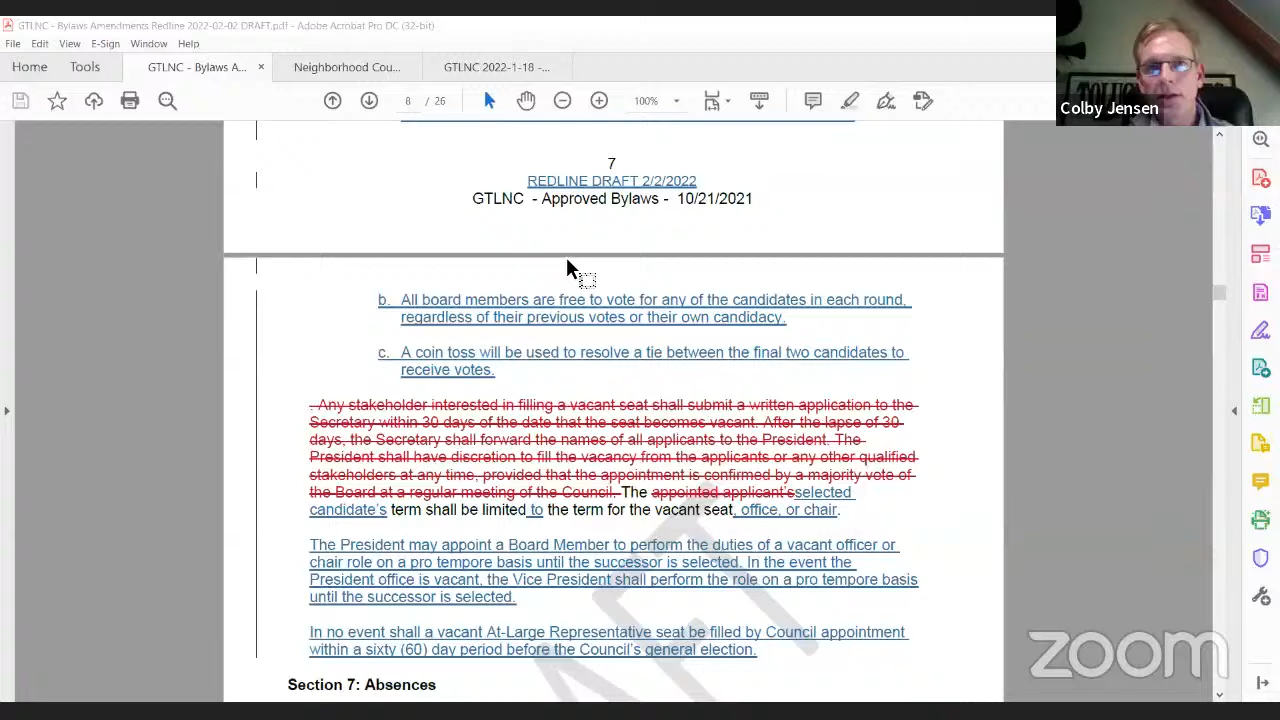 GTLNC - Bylaws Amendments Redline 2022-02-02 DRAFT.pdf - Adobe Acrobat Pro DC (32-bit)
File Edit View E-Sign Window Help
Home Tools GTLNC - Bylaws A... × Neighborhood Cou... GTLNC 2022-1-18 -...
8 / 26 100%
Colby Jensen
7
REDLINE DRAFT 2/2/2022
GTLNC - Approved Bylaws - 10/21/2021
b. All board members are free to vote for any of the candidates in each round,
regardless of their previous votes or their own candidacy.
c. A coin toss will be used to resolve a tie between the final two candidates to
receive votes.
. Any stakeholder interested in filling a vacant seat shall submit a written application to the
Secretary within 30 days of the date that the seat becomes vacant. After the lapse of 30
days, the Secretary shall forward the names of all applicants to the President. The
President shall have discretion to fill the vacancy from the applicants or any other qualified
stakeholders at any time, provided that the appointment is confirmed by a majority vote of
the Board at a regular meeting of the Council. The appointed applicant'sselected
candidate's term shall be limited to the term for the vacant seat, office, or chair.
The President may appoint a Board Member to perform the duties of a vacant officer or
chair role on a pro tempore basis until the successor is selected. In the event the
President office is vacant, the Vice President shall perform the role on a pro tempore basis
until the successor is selected.
In no event shall a vacant At-Large Representative seat be filled by Council appointment
within a sixty (60) day period before the Council's general election.
Section 7: Absences
zoom